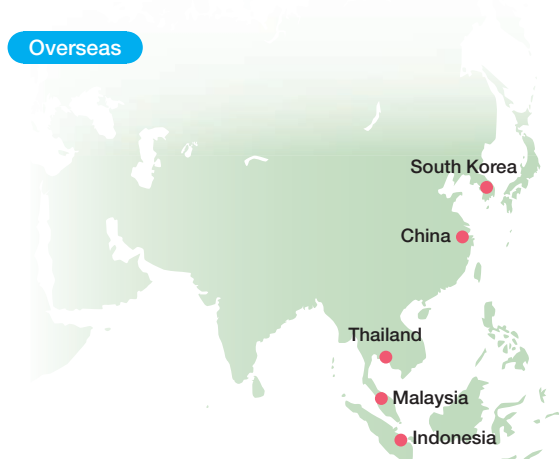 Overseas
South Korea
China
Thailand
Malaysia
Indonesia